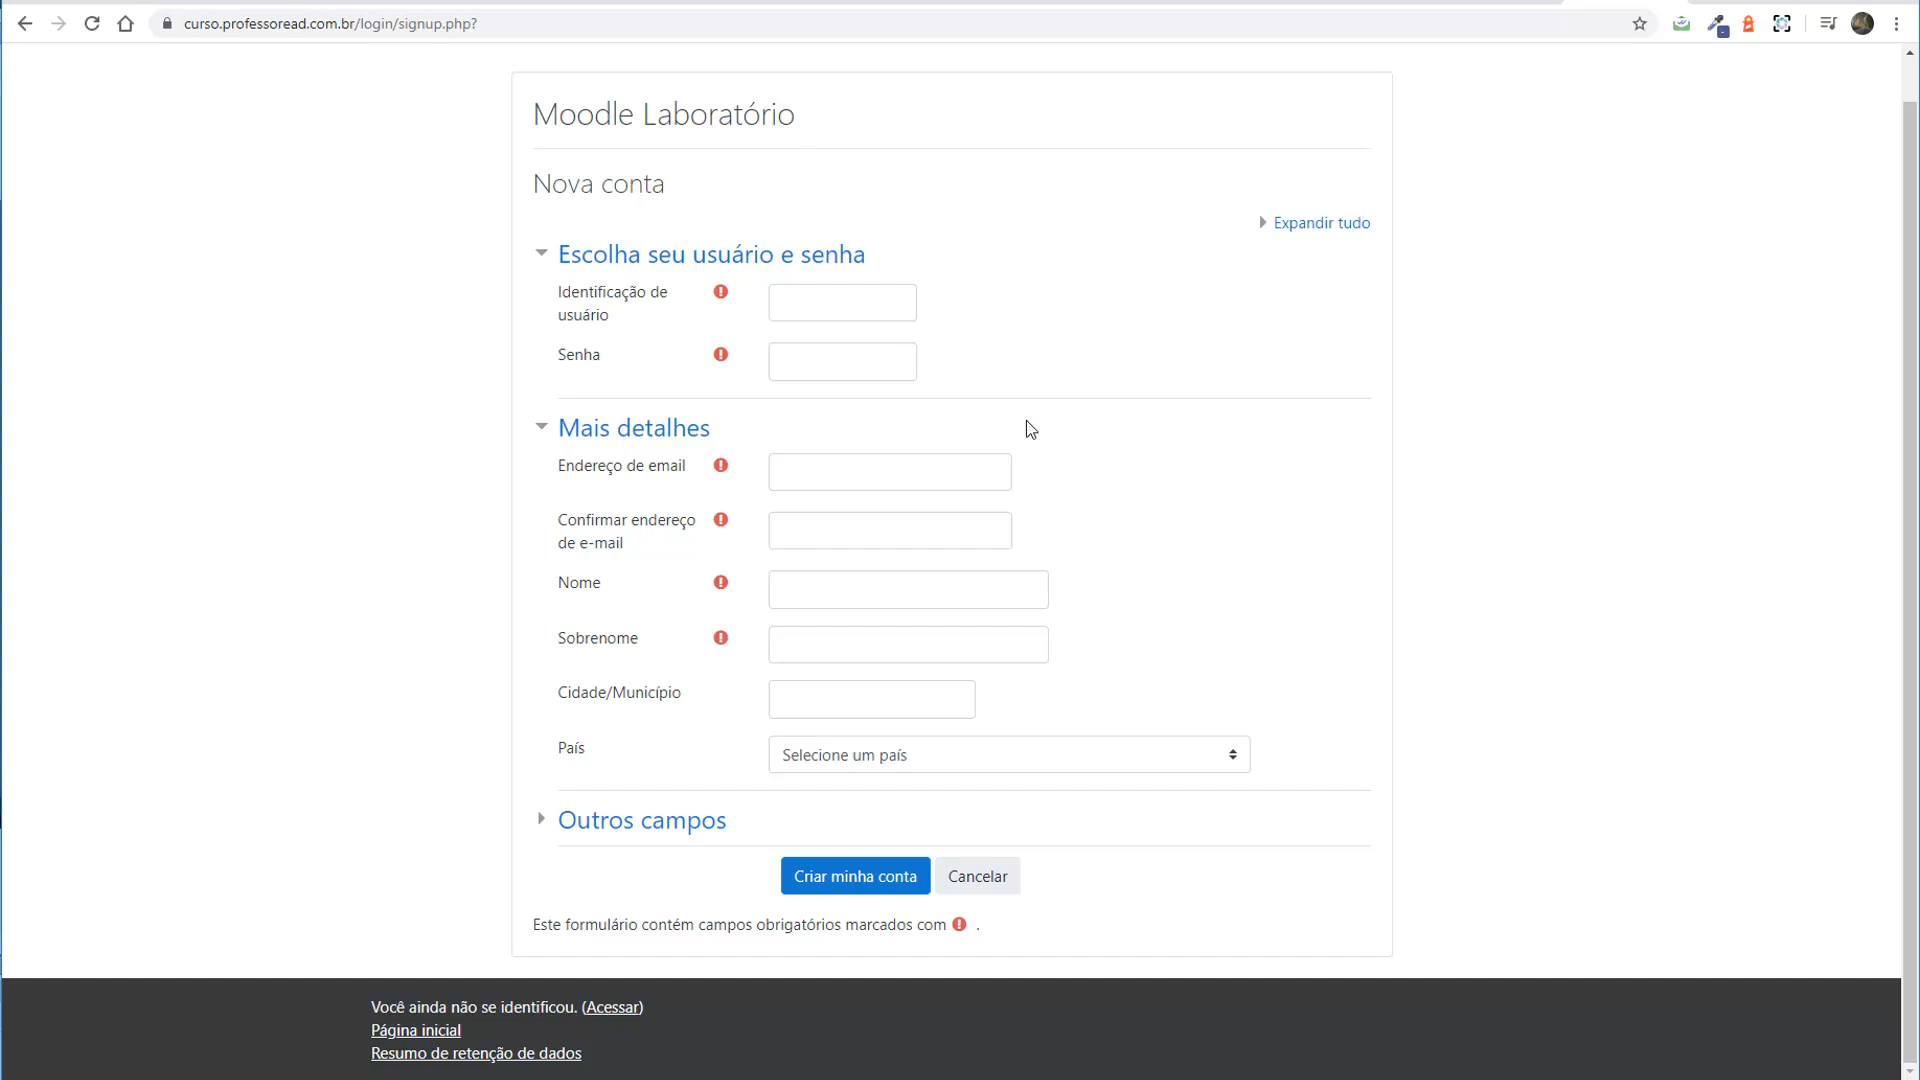 curso.professoread.com.br/login/signup.php?
Moodle Laboratório
Nova conta
Expandir tudo
Escolha seu usuário e senha
Identificação de
usuário
Senha
Mais detalhes
Endereço de email
Confirmar endereço
de e-mail
Nome
Sobrenome
Cidade/Município
País
Selecione um país
Outros campos
Criar minha conta
Cancelar
Este formulário contém campos obrigatórios marcados com .
Você ainda não se identificou. (Acessar)
Página inicial
Resumo de retenção de dados